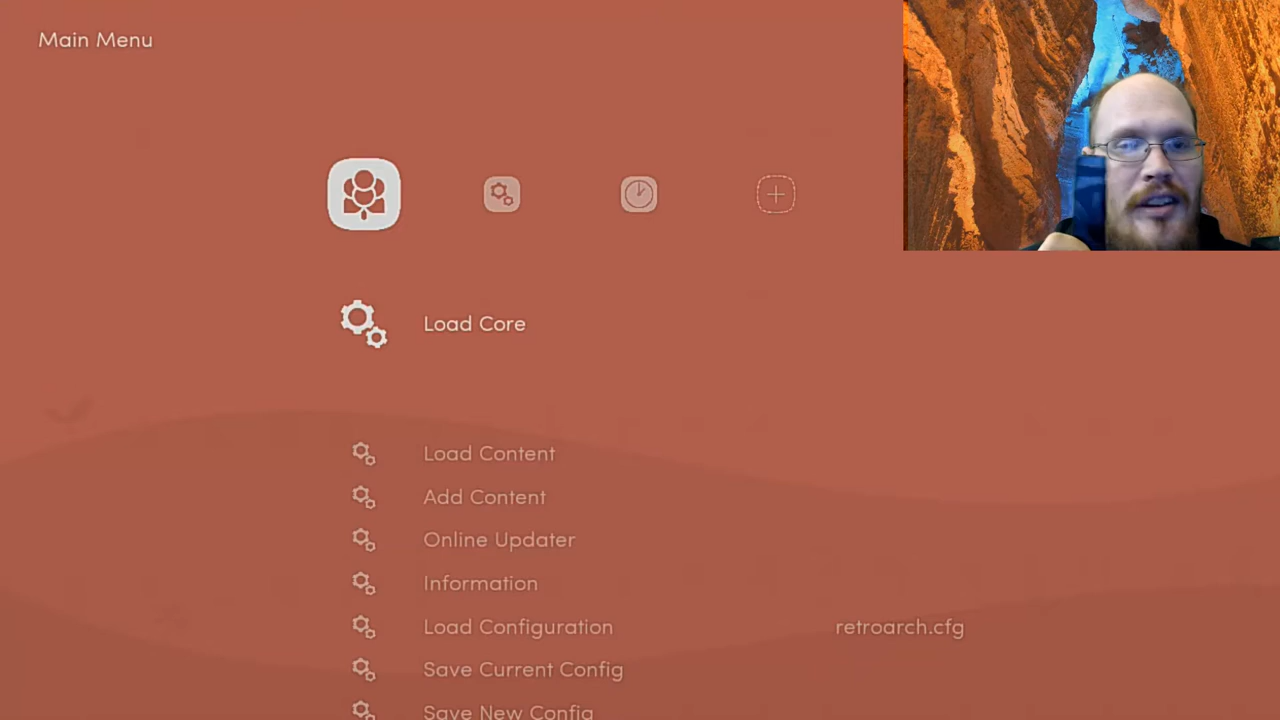 Main Menu
Load Core
Load Content
Add Content
Online Updater
Information
Load Configuration retroarch.cfg
Save Current Config
Save New Config